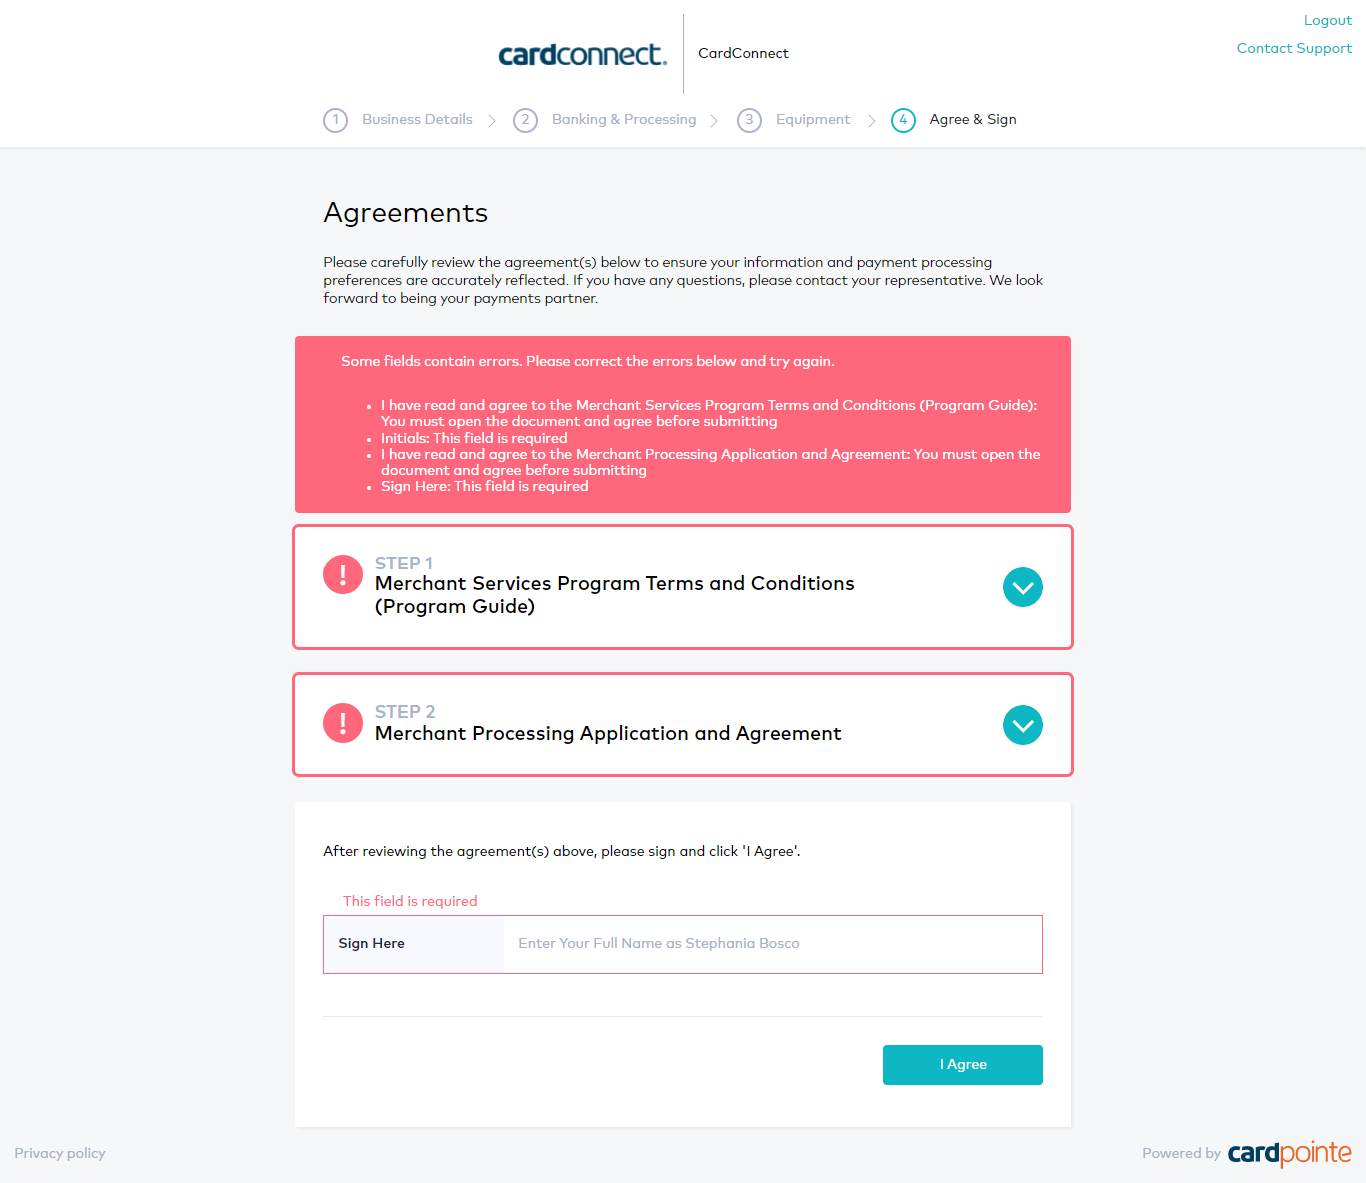 Logout
cardconnect.
CardConnect
Contact Support
1 Business Details 2 Banking & Processing 3 Equipment 4 Agree & Sign
Agreements
Please carefully review the agreement(s) below to ensure your information and payment processing
preferences are accurately reflected. If you have any questions, please contact your representative. We look
forward to being your payments partner.
Some fields contain errors. Please correct the errors below and try again.
• I have read and agree to the Merchant Services Program Terms and Conditions (Program Guide):
You must open the document and agree before submitting
• Initials: This field is required
• I have read and agree to the Merchant Processing Application and Agreement: You must open the
document and agree before submitting
• Sign Here: This field is required
!
STEP 1
Merchant Services Program Terms and Conditions
(Program Guide)
!
STEP 2
Merchant Processing Application and Agreement
After reviewing the agreement(s) above, please sign and click 'I Agree'.
This field is required
Sign Here Enter Your Full Name as Stephania Bosco
I Agree
Privacy policy
Powered by cardpointe